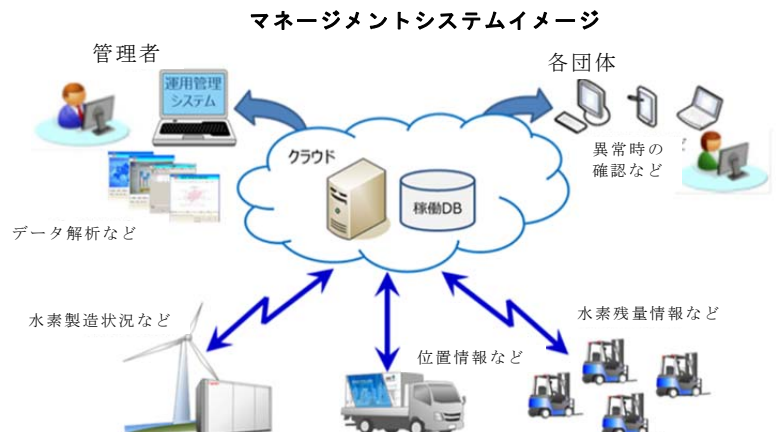 マネージメントシステムイメージ
管理者
各団体
運用管理
システム
異常時の
確認など
クラウド
稼働DB
データ解析など
水素製造状況など
水素残量情報など
位置情報など